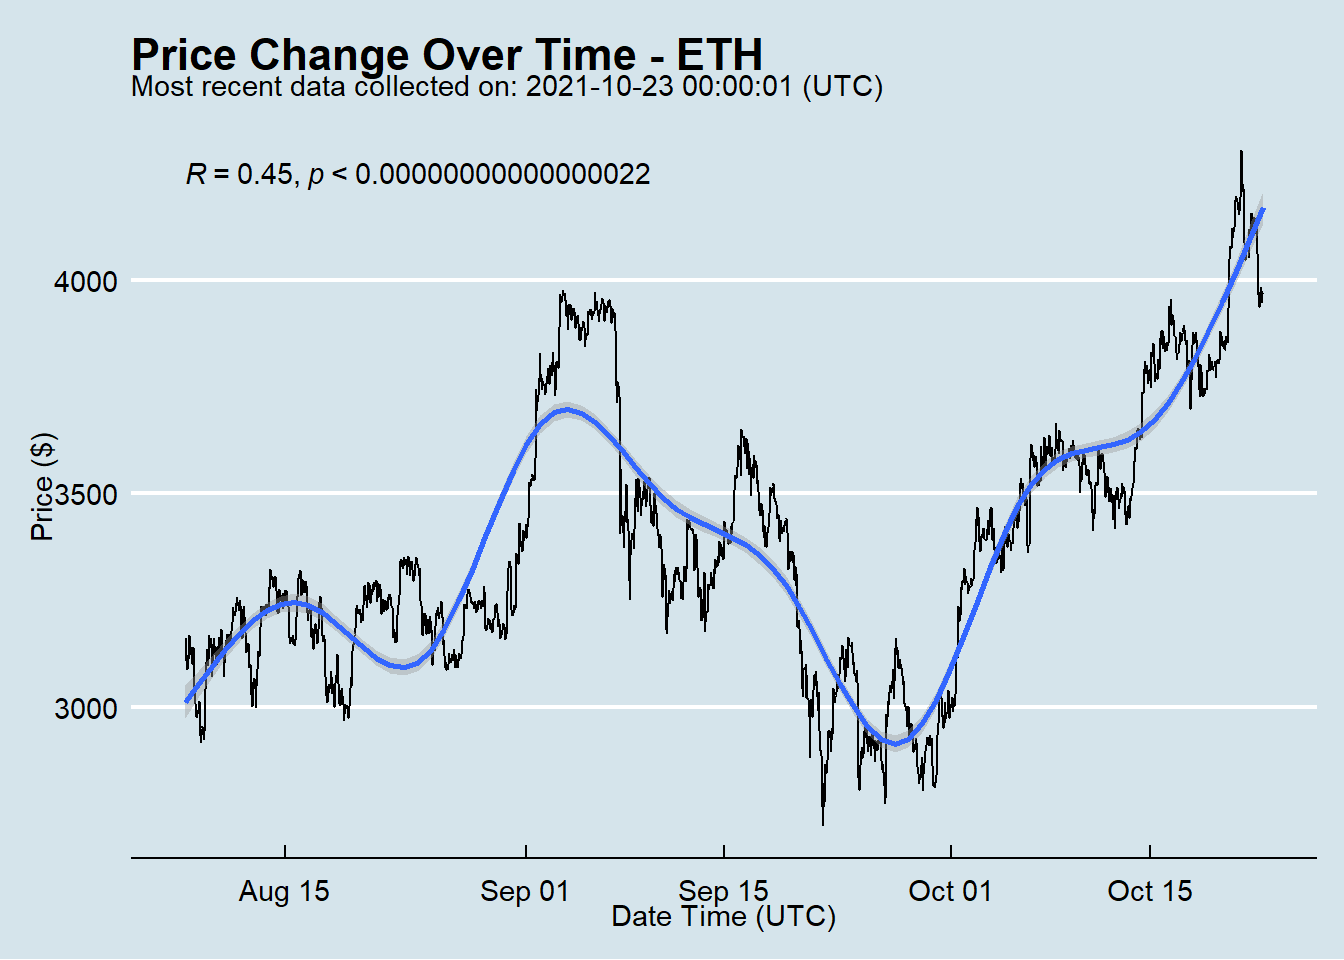 Price Change Over Time - ETH
Most recent data collected on: 2021-10-23 00:00:01 (UTC)
R = 0.45, p < 0.00000000000000022
4000
3500
3000
Price ($)
Aug 15
Sep 01
Sep 15
Oct 01
Oct 15
Date Time (UTC)